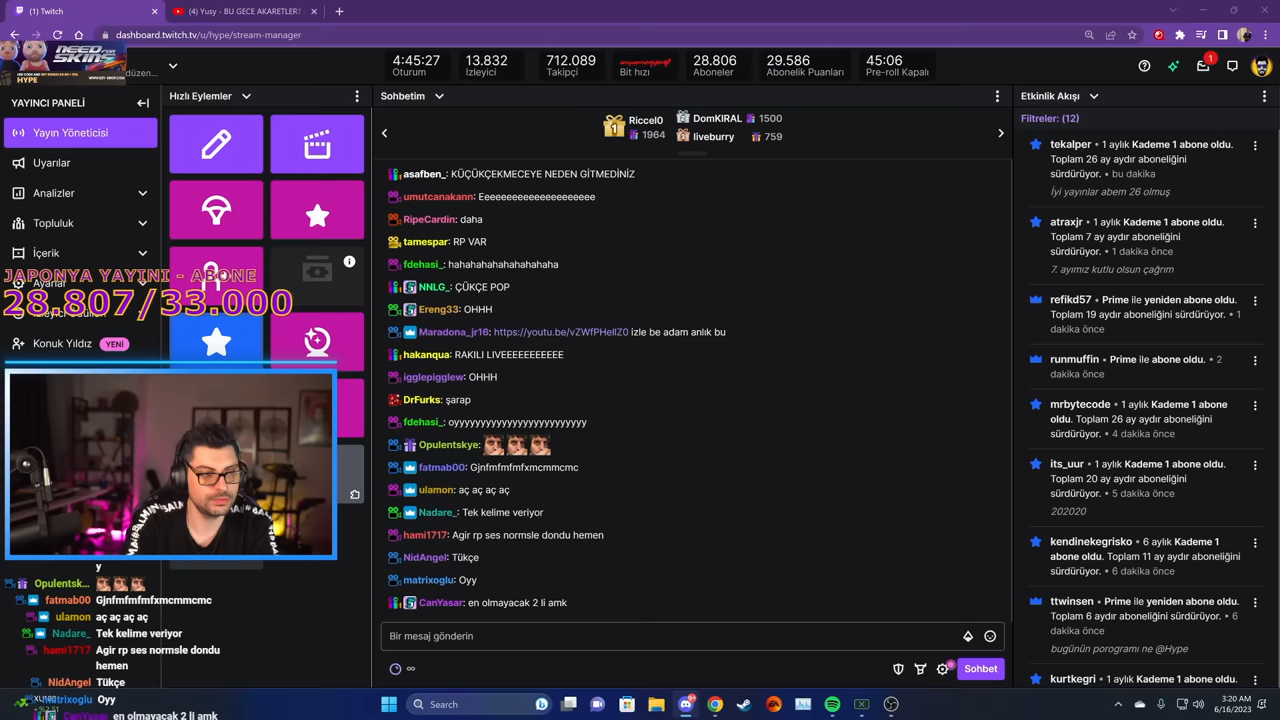 (1) Twitch
(4) Yusy - BU GECE AKARETLER?
dashboard.twitch.tv/u/hype/stream-manager
NEED FOR
SKINS
HYPE
düzen...
4:45:27
Oturum
13.832
İzleyici
712.089
Takipçi
Bit hızı
28.806
Aboneler
29.586
Abonelik Puanları
45:06
Pre-roll Kapalı
1
YAYINCI PANELİ
Yayın Yöneticisi
Uyarılar
Analizler
Topluluk
İçerik
Ayarlar
Konuk Yıldız YENİ
JAPONYA YAYINI - ABONE
28.807/33.000
Hızlı Eylemler
Sohbetim
1 Riccel0
1964
DomKIRAL 1500
liveburry 759
asafben_: KÜÇÜKÇEKMECEYE NEDEN GİTMEDİNİZ
umutcanakann: Eeeeeeeeeeeeeeeeeeee
RipeCardin: daha
tamespar: RP VAR
fdehasi_: hahahahahahahahaha
NNLG_: ÇÜKÇE POP
Ereng33: OHHH
Maradona_jr16: https://youtu.be/vZWfPHellZ0 izle be adam anlık bu
hakanqua: RAKILI LIVEEEEEEEEEEE
igglepigglew: OHHH
DrFurks: şarap
fdehasi_: oyyyyyyyyyyyyyyyyyyyyyyyyy
Opulentskye:
fatmab00: Gjnfmfmfmfxmcmmcmc
ulamon: aç aç aç aç
Nadare_: Tek kelime veriyor
hami1717: Agir rp ses normsle dondu hemen
NidAngel: Tükçe
matrixoglu: Oyy
CanYasar: en olmayacak 2 li amk
Bir mesaj gönderin
Sohbet
Etkinlik Akışı
Filtreler: (12)
tekalper • 1 aylık Kademe 1 abone oldu.
Toplam 26 ay aydır aboneliğini
sürdürüyor. • bu dakika
İyi yayınlar abem 26 olmuş
atraxjr • 1 aylık Kademe 1 abone oldu.
Toplam 7 ay aydır aboneliğini
sürdürüyor. • 1 dakika önce
7. ayımız kutlu olsun çağrım
refikd57 • Prime ile yeniden abone oldu.
Toplam 19 ay aydır aboneliğini sürdürüyor. • 1
dakika önce
runmuffin • Prime ile abone oldu. • 2
dakika önce
mrbytecode • 1 aylık Kademe 1 abone
oldu. Toplam 26 ay aydır aboneliğini
sürdürüyor. • 4 dakika önce
its_uur • 1 aylık Kademe 1 abone oldu.
Toplam 20 ay aydır aboneliğini
sürdürüyor. • 5 dakika önce
202020
kendinekegrisko • 6 aylık Kademe 1
abone oldu. Toplam 11 ay aydır aboneliğini
sürdürüyor. • 6 dakika önce
ttwinsen • Prime ile yeniden abone oldu.
Toplam 6 ay aydır aboneliğini sürdürüyor. • 6
dakika önce
bugünün porogramı ne @Hype
kurtkegri • 1 aylık Kademe 1 abone oldu.
y
Opulentsk...
fatmab00 Gjnfmfmfmfxmcmmcmc
ulamon aç aç aç aç
Nadare_ Tek kelime veriyor
hami1717 Agir rp ses normsle dondu
hemen
NidAngel Tükçe
matrixoglu Oyy
CanYasar en olmayacak 2 li amk
Search
3:20 AM
6/16/2023